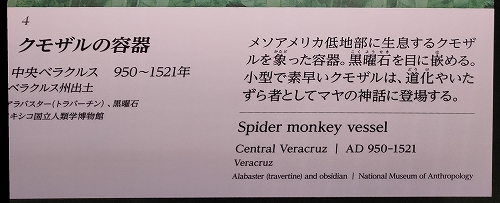 4
クモザルの容器
中央ベラクルス 950～1521年
ベラクルス州出土
アラバスター(トラバーチン)、黒曜石
キシコ国立人類学博物館
メソアメリカ低地部に生息するクモザ
ルを象った容器。黒曜石を目に嵌める。
小型で素早いクモザルは、道化やいた
ずら者としてマヤの神話に登場する。
Spider monkey vessel
Central Veracruz | AD 950-1521
Veracruz
Alabaster (travertine) and obsidian | National Museum of Anthropology